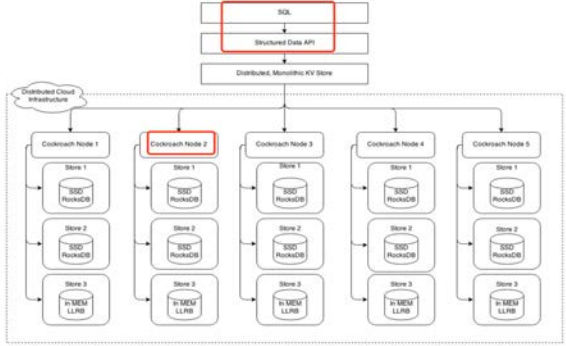 SQL
Structured Data API
Distributed, Monolithic KV Store
Distributed Cloud
Infrastructure
Cockroach Node 1
Cockroach Node 2
Cockroach Node 3
Cockroach Node 4
Cockroach Node 5
Store 1
Store 1
Store 1
Store 1
Store 1
SSD
RocksDB
SSD
RocksDB
SSD
RocksDB
SSD
RocksDB
SSD
RocksDB
Store 2
Store 2
Store 2
Store 2
Store 2
SSD
RocksDB
SSD
RocksDB
SSD
RocksDB
SSD
RocksDB
SSD
RocksDB
Store 3
Store 3
Store 3
Store 3
Store 3
In MEM
LLRB
In MEM
LLRB
In MEM
LLRB
In MEM
LLRB
In MEM
LLRB